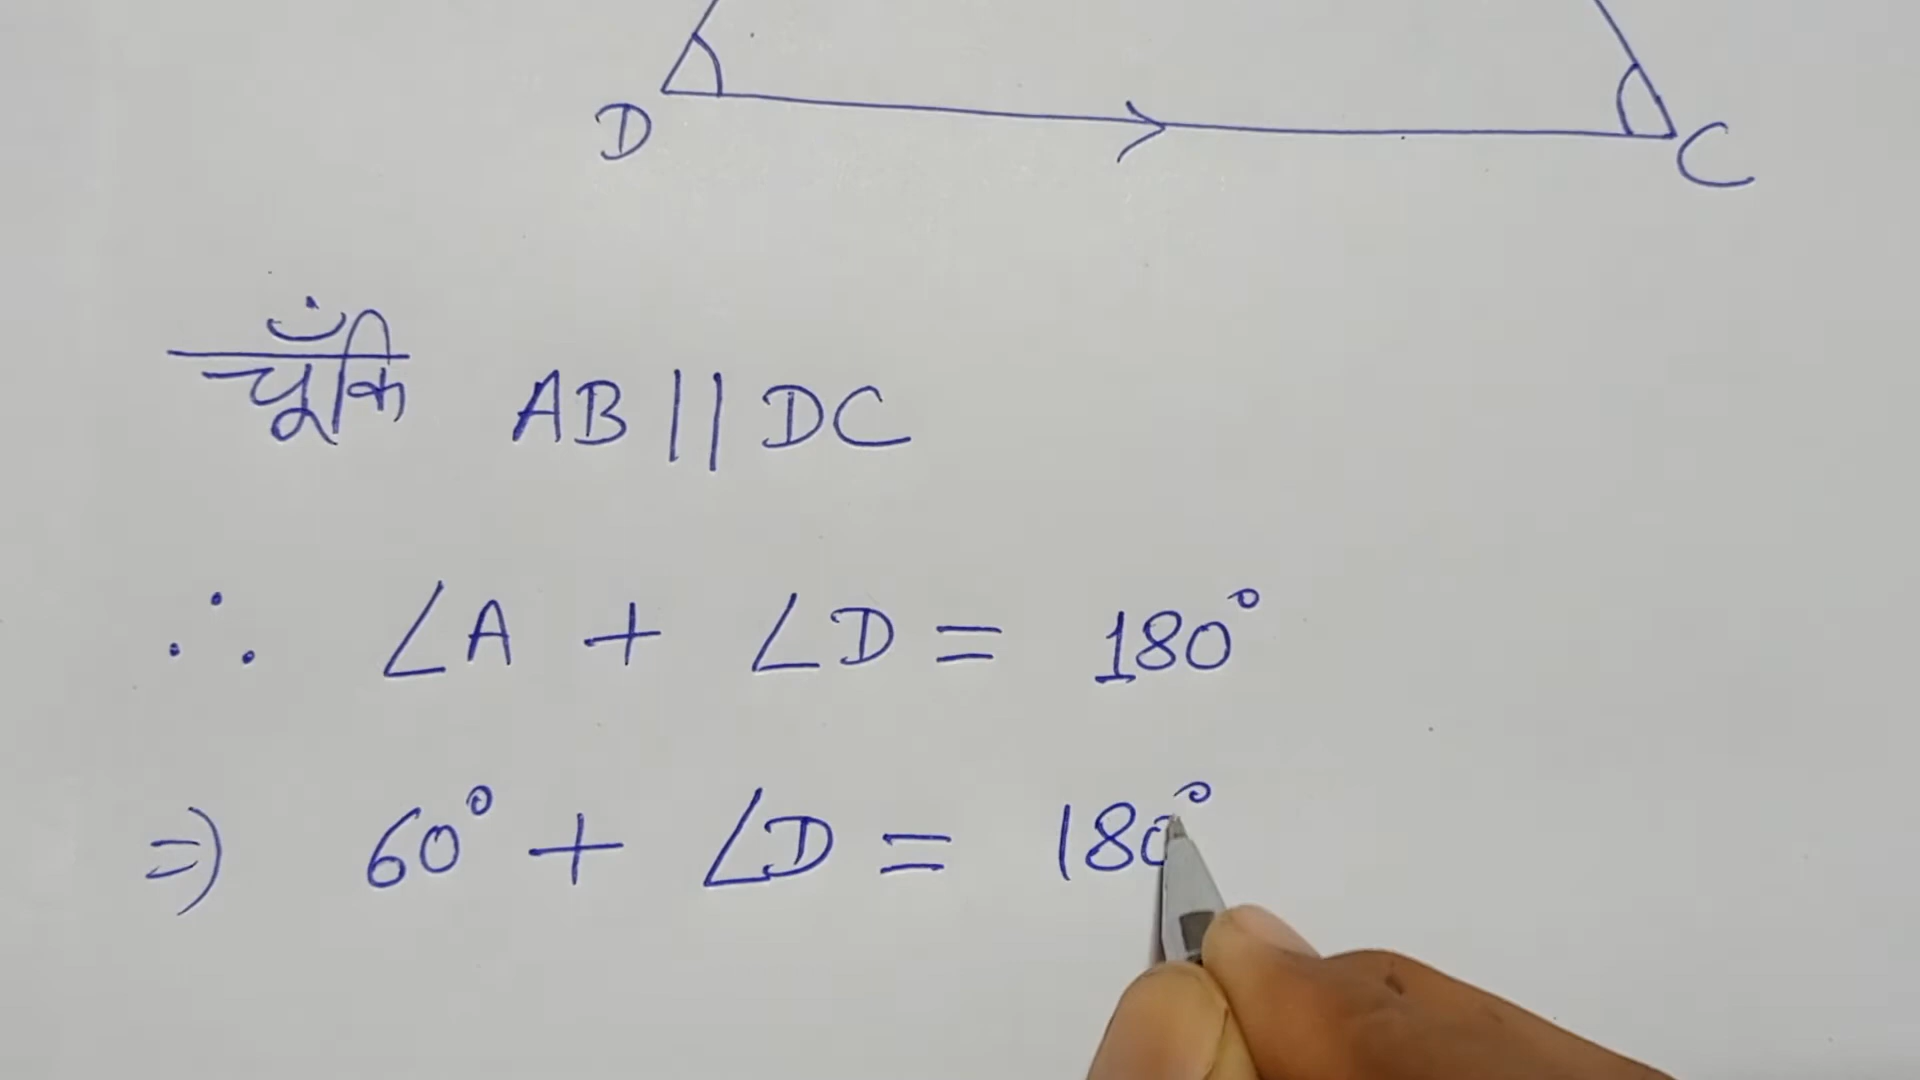 D C
चूँकि AB || DC
∴ ∠A + ∠D = 180°
⇒ 60° + ∠D = 180°